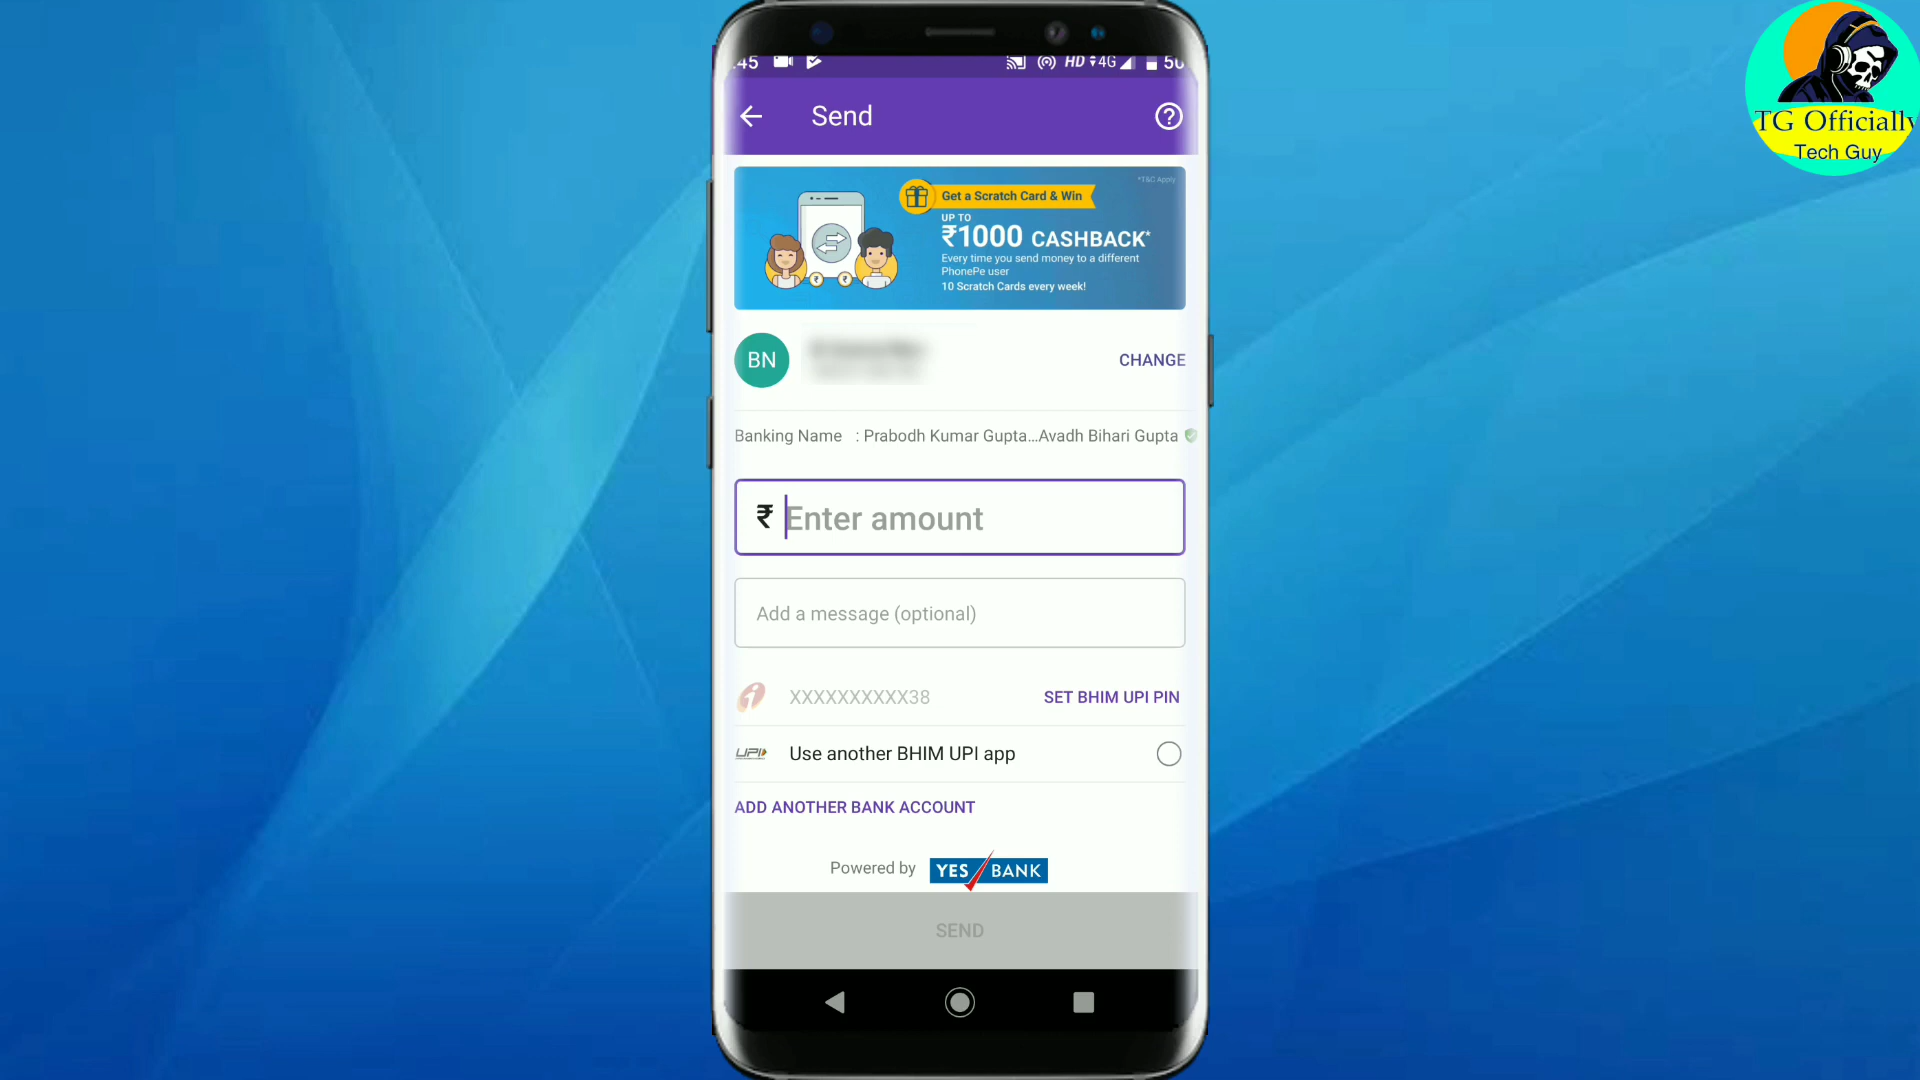 :45 HD 4G 50
Send
TG Officially
Tech Guy
*T&C Apply
Get a Scratch Card & Win
UP TO
₹1000 CASHBACK*
Every time you send money to a different
PhonePe user
10 Scratch Cards every week!
BN
CHANGE
Banking Name : Prabodh Kumar Gupta...Avadh Bihari Gupta
₹ Enter amount
Add a message (optional)
XXXXXXXXXX38 SET BHIM UPI PIN
UPI Use another BHIM UPI app
ADD ANOTHER BANK ACCOUNT
Powered by YES BANK
SEND